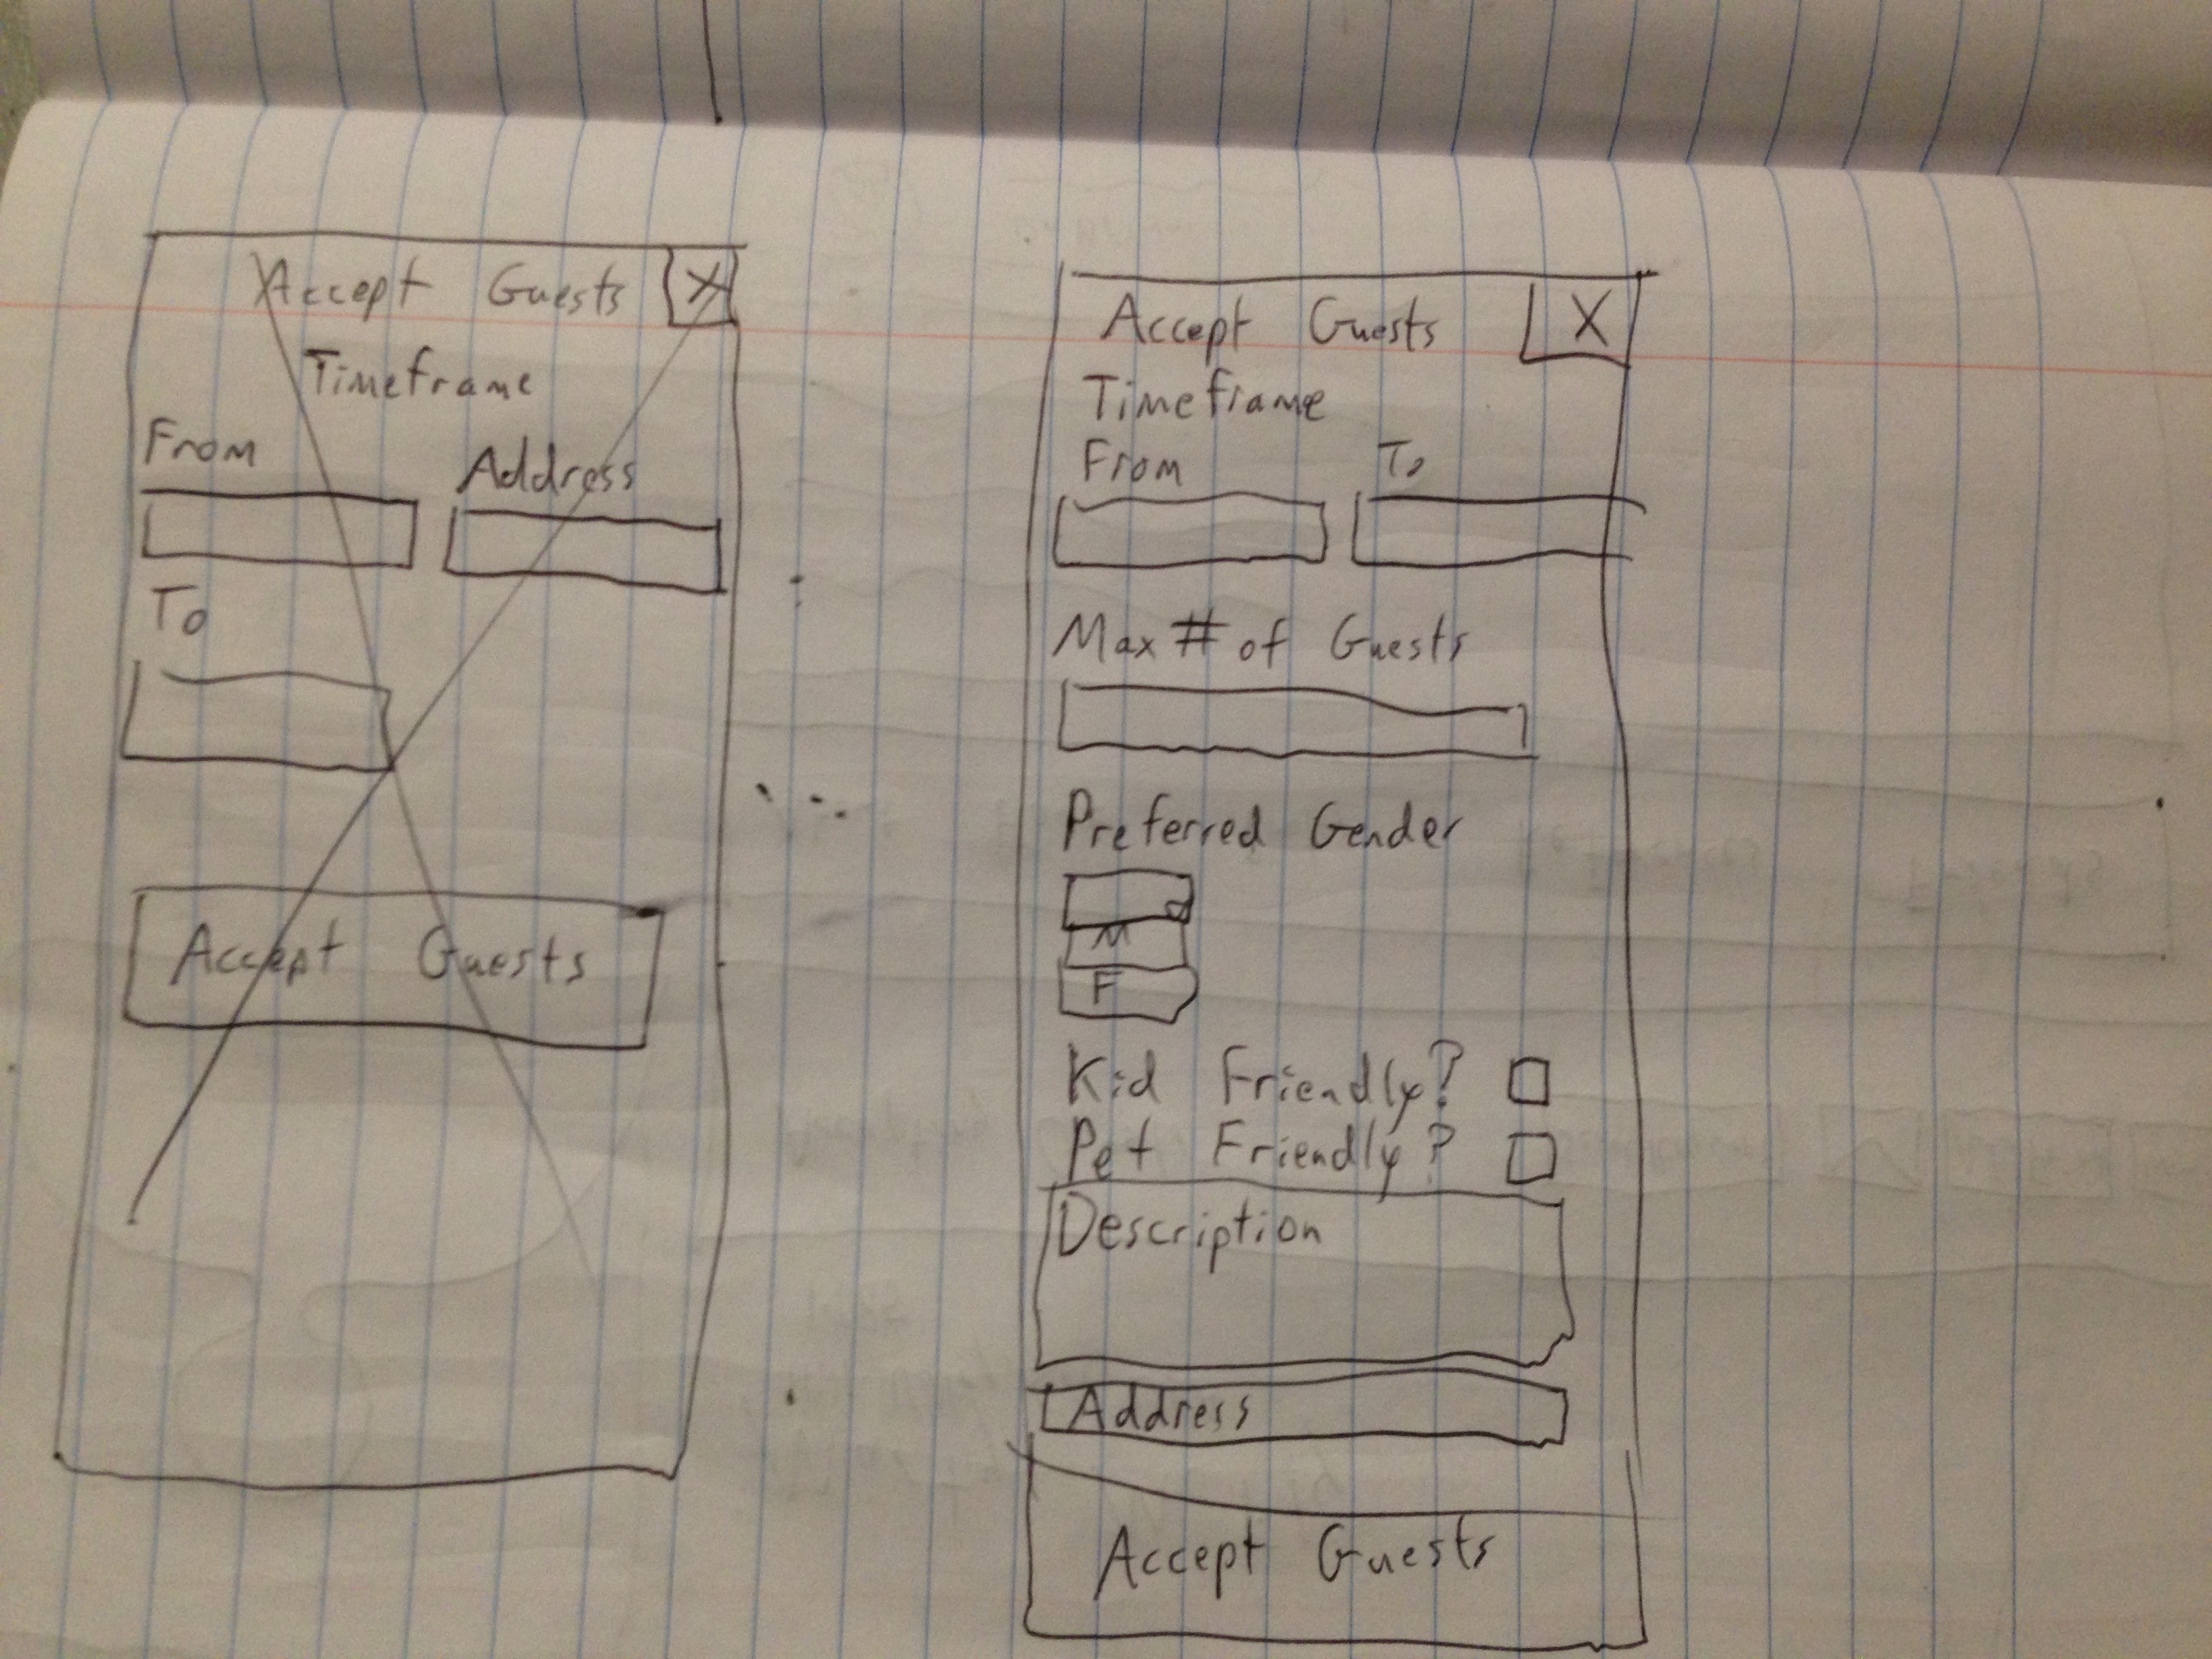 Accept Guests X
Timeframe
From Address
To
Accept Guests
Accept Guests X
Timeframe
From To
Max # of Guests
Preferred Gender
M
F
Kid Friendly?
Pet Friendly?
Description
Address
Accept Guests